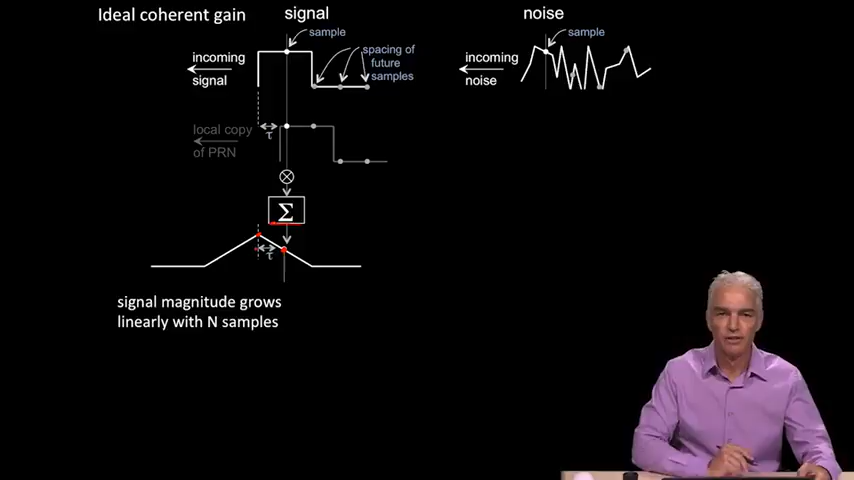 Ideal coherent gain
signal
noise
sample
sample
incoming
signal
spacing of
future
samples
incoming
noise
local copy
of PRN
τ
⊗
Σ
τ
signal magnitude grows
linearly with N samples